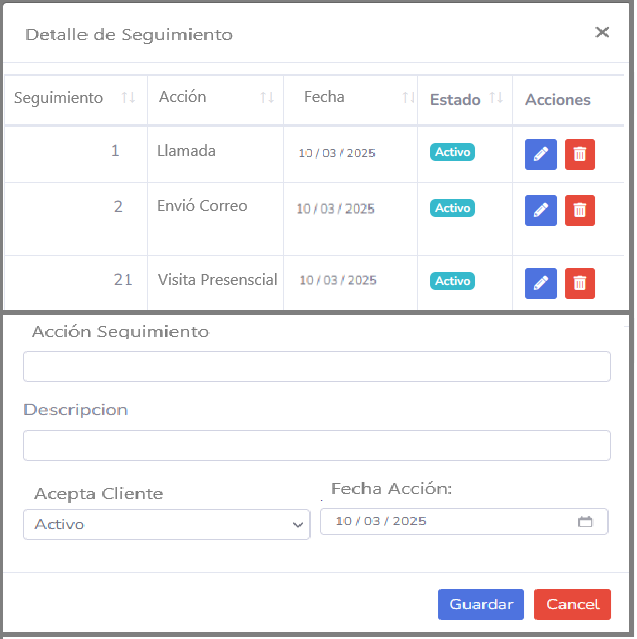 Detalle de Seguimiento ×
Seguimiento Acción Fecha Estado Acciones
1 Llamada 10 / 03 / 2025 Activo
2 Envió Correo 10 / 03 / 2025 Activo
21 Visita Presenscial 10 / 03 / 2025 Activo
Acción Sequimiento
Descripcion
Acepta Cliente Fecha Acción:
Activo 10 / 03 / 2025
Guardar Cancel